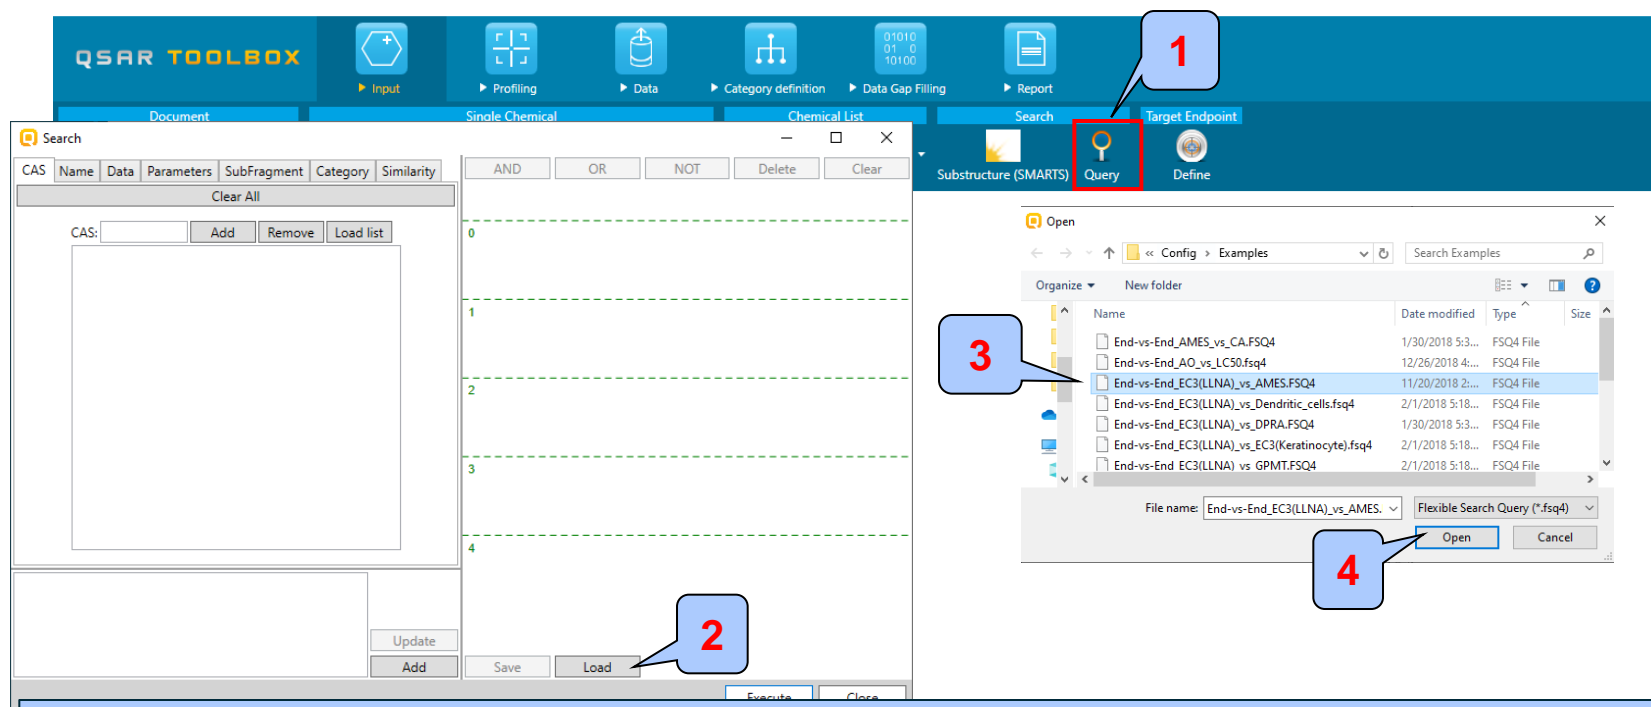 QSAR TOOLBOX
Input
Profiling
Data
Category definition
01010
01 0
10100
Data Gap Filling
Report
1
Document
Single Chemical
Chemical List
Search
Target Endpoint
Substructure (SMARTS)
Query
Define
Search
CAS Name Data Parameters SubFragment Category Similarity
Clear All
CAS: Add Remove Load list
Update
Add
AND OR NOT Delete Clear
0
1
2
3
4
Save Load
2
Execute Close
Open
« Config › Examples
Search Examples
Organize New folder
Name Date modified Type Size
End-vs-End_AMES_vs_CA.FSQ4 1/30/2018 5:3... FSQ4 File
End-vs-End_AO_vs_LC50.fsq4 12/26/2018 4:... FSQ4 File
End-vs-End_EC3(LLNA)_vs_AMES.FSQ4 11/20/2018 2:... FSQ4 File
End-vs-End_EC3(LLNA)_vs_Dendritic_cells.fsq4 2/1/2018 5:18... FSQ4 File
End-vs-End_EC3(LLNA)_vs_DPRA.FSQ4 1/30/2018 5:3... FSQ4 File
End-vs-End_EC3(LLNA)_vs_EC3(Keratinocyte).fsq4 2/1/2018 5:18... FSQ4 File
End-vs-End_EC3(LLNA)_vs_GPMT.FSQ4 2/1/2018 5:18... FSQ4 File
3
File name: End-vs-End_EC3(LLNA)_vs_AMES. Flexible Search Query (*.fsq4)
Open Cancel
4